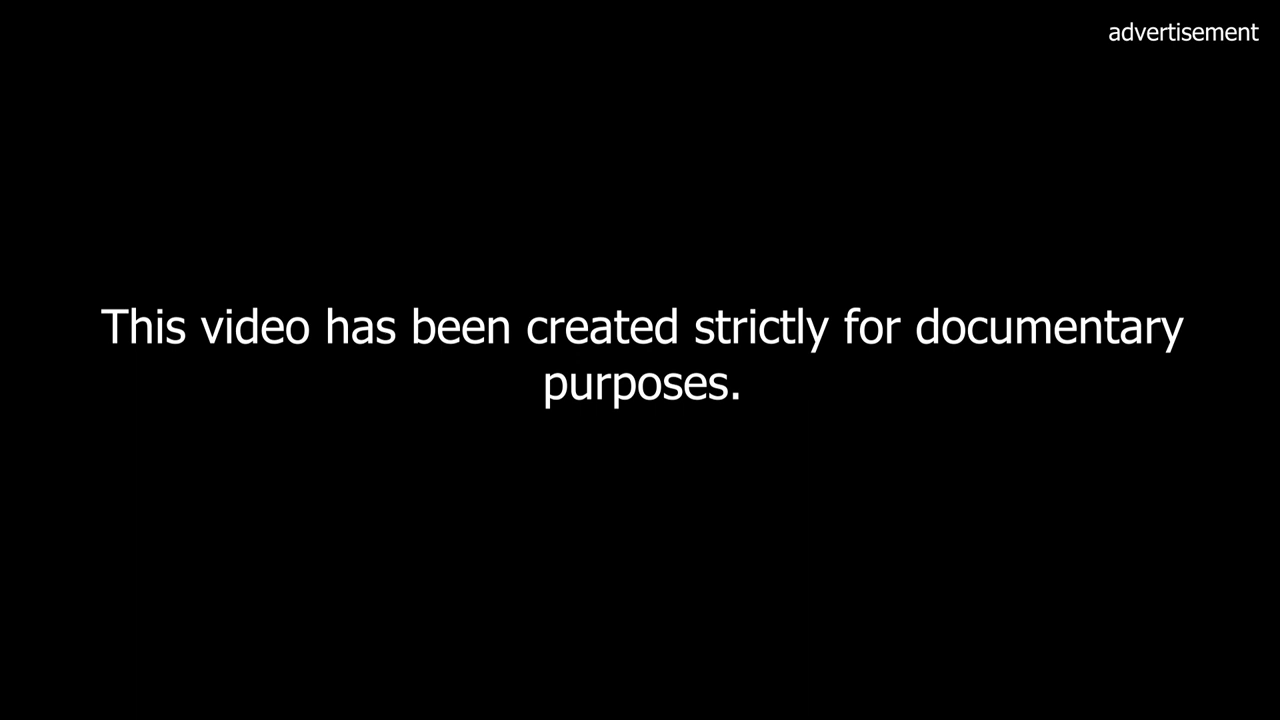 advertisement
This video has been created strictly for documentary
purposes.